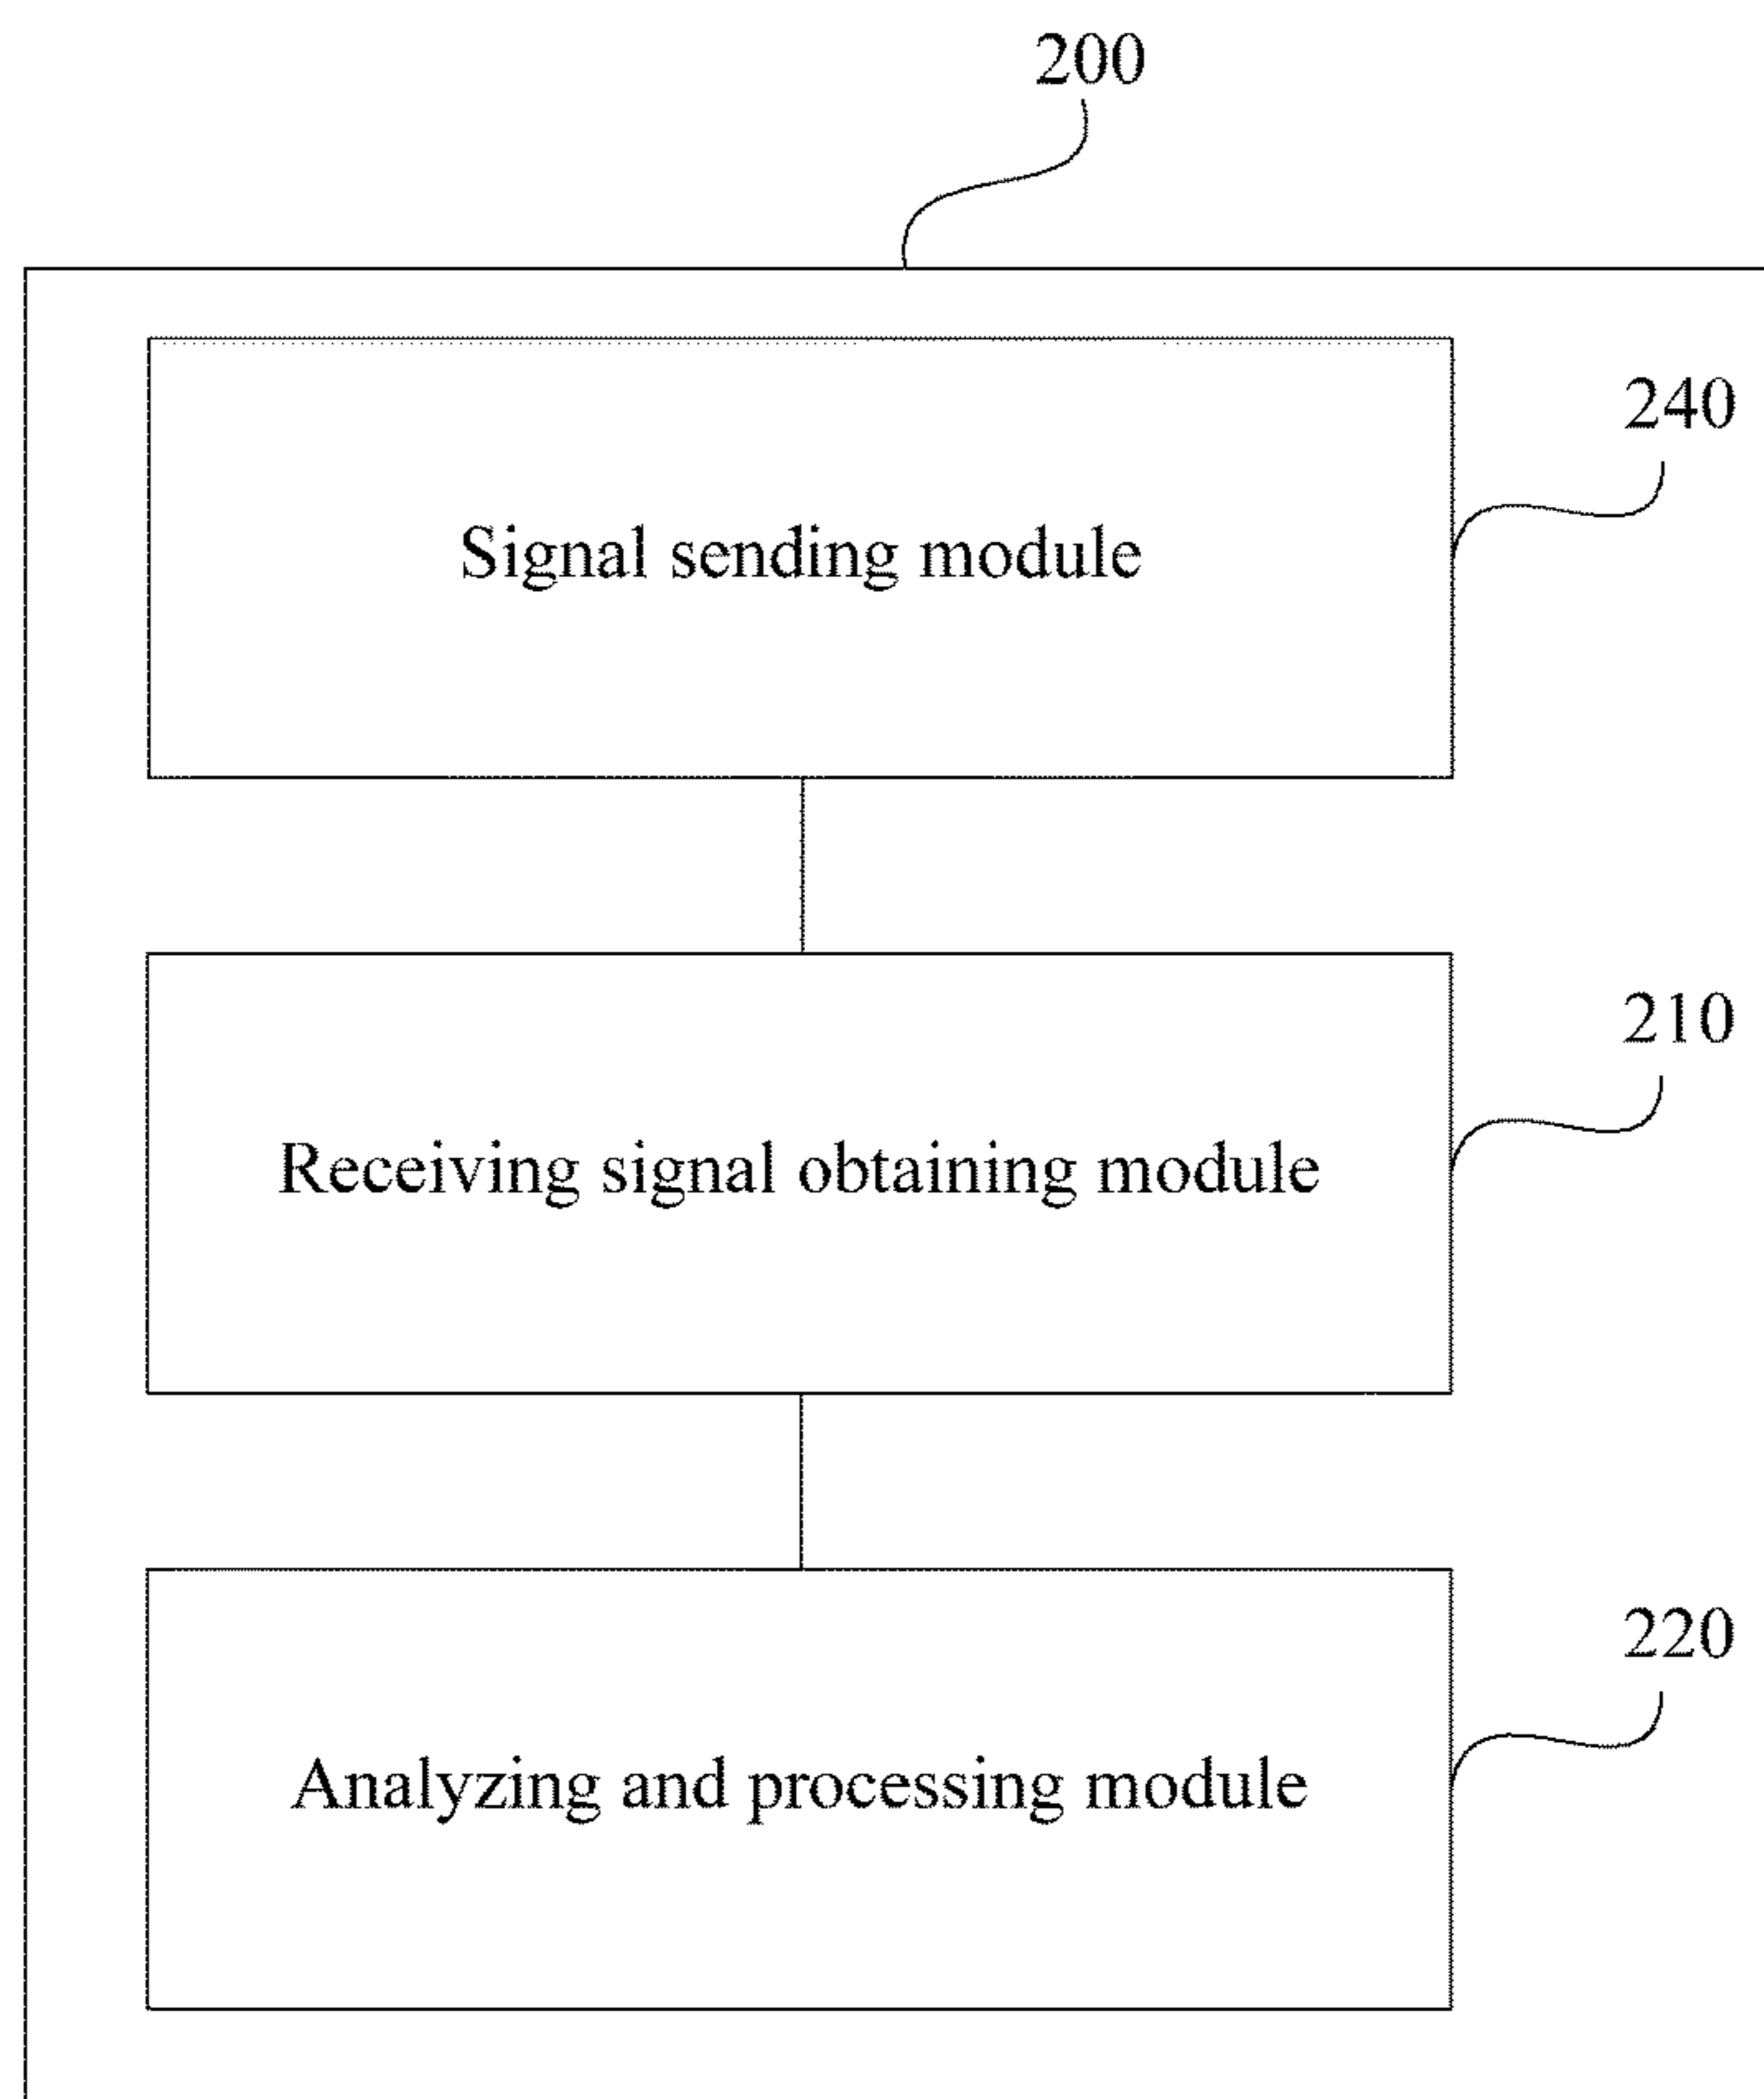 200
240
Signal sending module
210
Receiving signal obtaining module
220
Analyzing and processing module